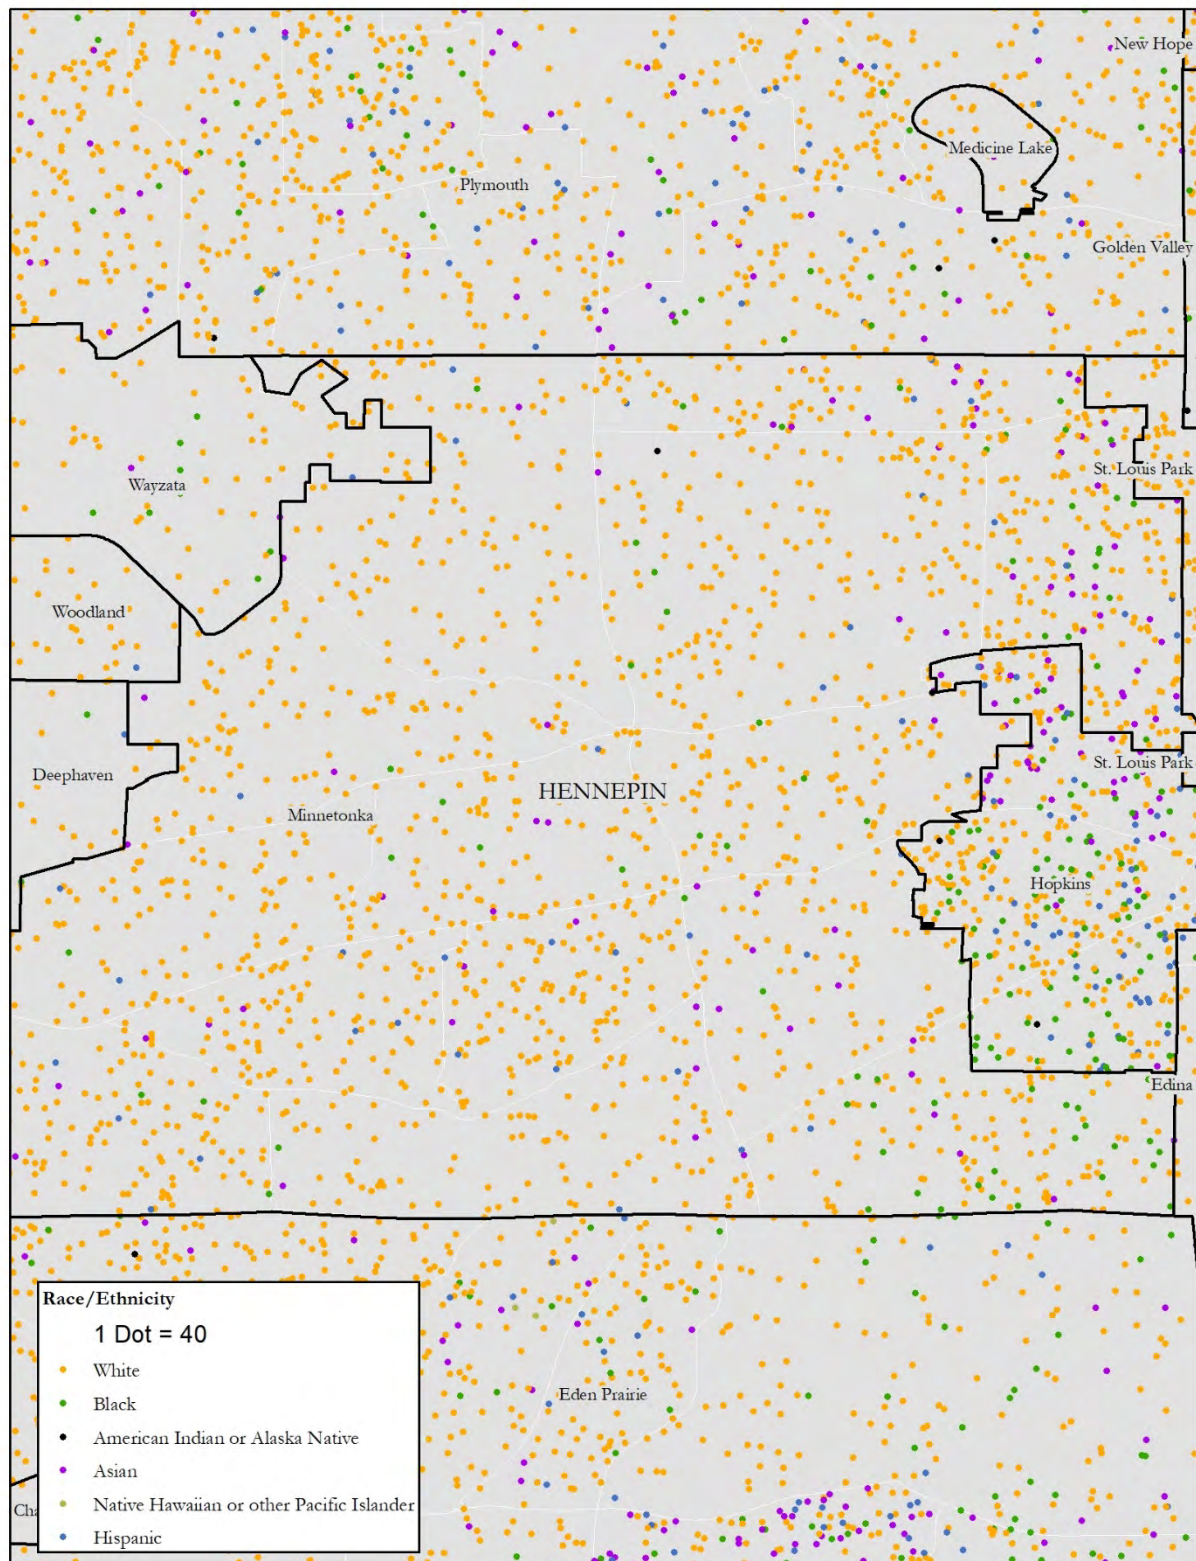 New Hope
Medicine Lake
Plymouth
Golden Valley
St. Louis Park
Wayzata
Woodland
Deephaven
St. Louis Park
HENNEPIN
Minnetonka
Hopkins
Edina
Race/Ethnicity
1 Dot = 40
White
Black
American Indian or Alaska Native
Asian
Native Hawaiian or other Pacific Islander
Hispanic
Eden Prairie
Cha